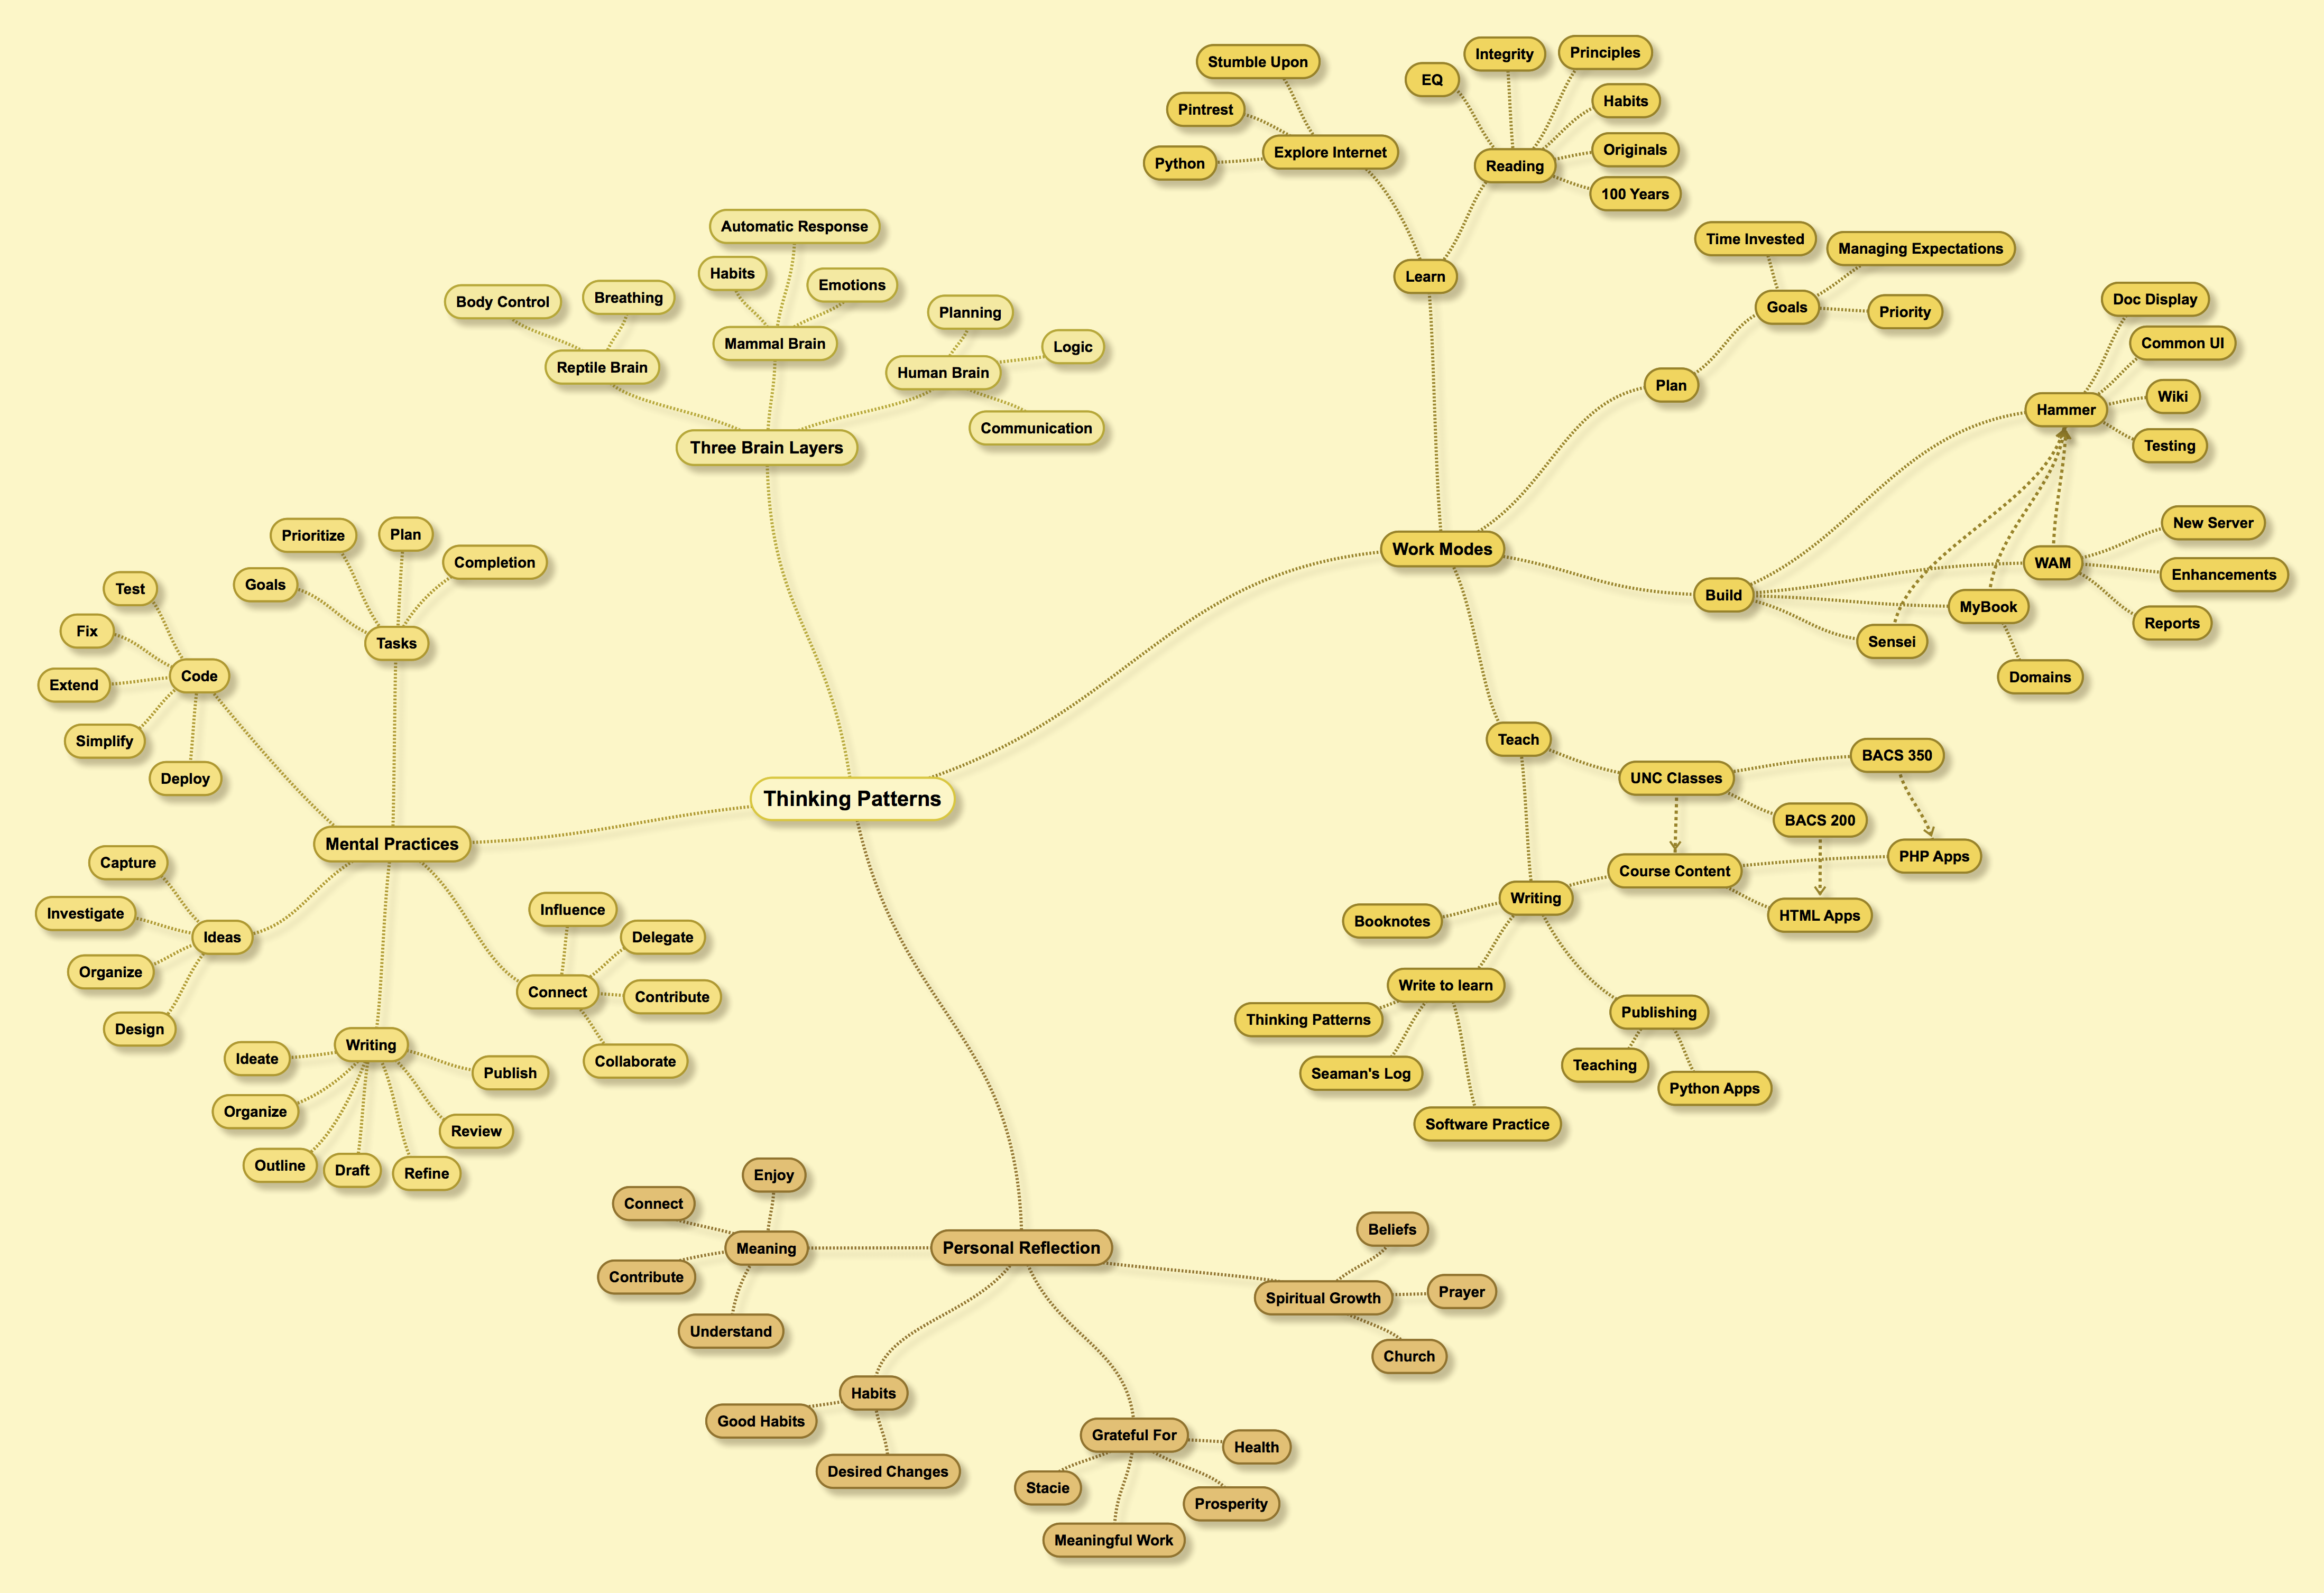 Thinking Patterns
Three Brain Layers
Reptile Brain
Body Control
Breathing
Mammal Brain
Habits
Automatic Response
Emotions
Human Brain
Planning
Logic
Communication
Work Modes
Learn
Explore Internet
Stumble Upon
Pintrest
Python
Reading
EQ
Integrity
Principles
Habits
Originals
100 Years
Plan
Goals
Time Invested
Managing Expectations
Priority
Build
Hammer
Doc Display
Common UI
Wiki
Testing
WAM
New Server
Enhancements
Reports
MyBook
Domains
Sensei
Teach
UNC Classes
BACS 350
BACS 200
Writing
Course Content
PHP Apps
HTML Apps
Booknotes
Write to learn
Thinking Patterns
Seaman's Log
Software Practice
Publishing
Teaching
Python Apps
Mental Practices
Tasks
Goals
Prioritize
Plan
Completion
Code
Test
Fix
Extend
Simplify
Deploy
Ideas
Capture
Investigate
Organize
Design
Writing
Ideate
Organize
Outline
Draft
Refine
Review
Publish
Connect
Influence
Delegate
Contribute
Collaborate
Personal Reflection
Meaning
Enjoy
Connect
Contribute
Understand
Habits
Good Habits
Desired Changes
Grateful For
Stacie
Meaningful Work
Prosperity
Health
Spiritual Growth
Beliefs
Prayer
Church